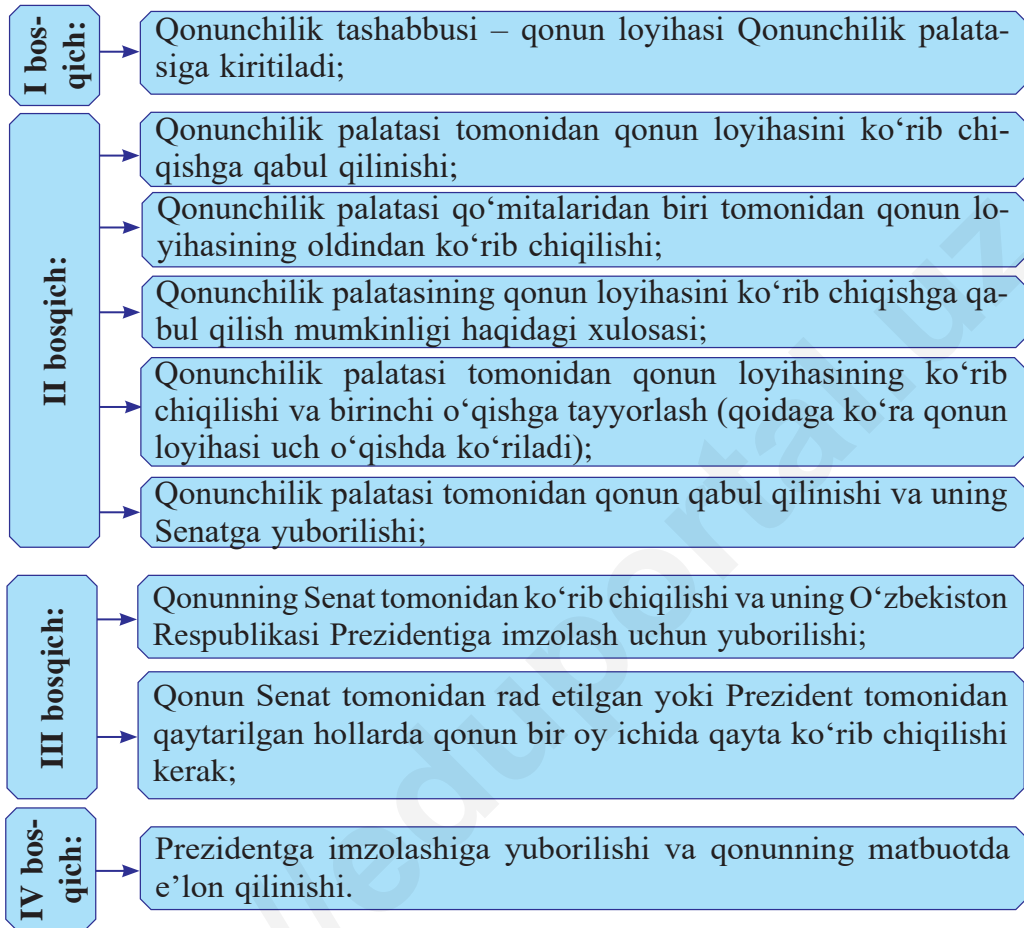 I bos-
qich:
Qonunchilik tashabbusi – qonun loyihasi Qonunchilik palata-
siga kiritiladi;
II bosqich:
Qonunchilik palatasi tomonidan qonun loyihasini ko‘rib chi-
qishga qabul qilinishi;
Qonunchilik palatasi qo‘mitalaridan biri tomonidan qonun lo-
yihasining oldindan ko‘rib chiqilishi;
Qonunchilik palatasining qonun loyihasini ko‘rib chiqishga qa-
bul qilish mumkinligi haqidagi xulosasi;
Qonunchilik palatasi tomonidan qonun loyihasining ko‘rib
chiqilishi va birinchi o‘qishga tayyorlash (qoidaga ko‘ra qonun
loyihasi uch o‘qishda ko‘riladi);
Qonunchilik palatasi tomonidan qonun qabul qilinishi va uning
Senatga yuborilishi;
III bosqich:
Qonunning Senat tomonidan ko‘rib chiqilishi va uning O‘zbekiston
Respublikasi Prezidentiga imzolash uchun yuborilishi;
Qonun Senat tomonidan rad etilgan yoki Prezident tomonidan
qaytarilgan hollarda qonun bir oy ichida qayta ko‘rib chiqilishi
kerak;
IV bos-
qich:
Prezidentga imzolashiga yuborilishi va qonunning matbuotda
e’lon qilinishi.
//eduportal.uz